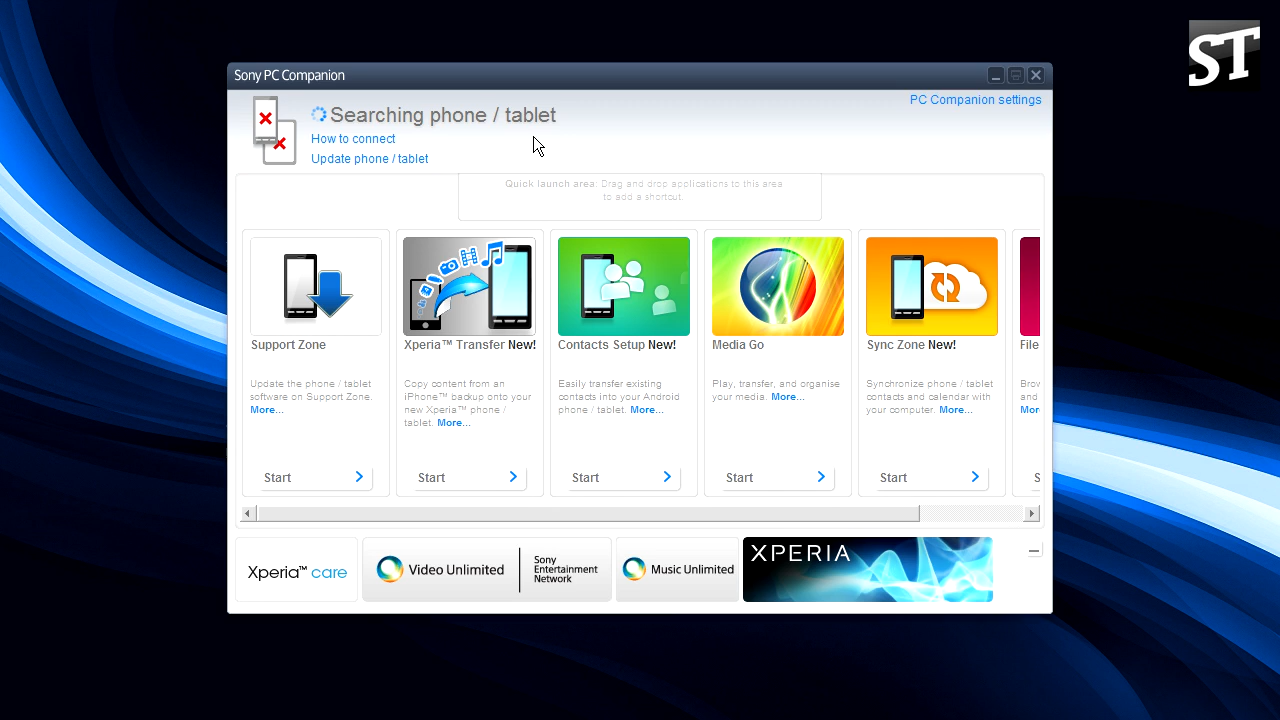 ST
Sony PC Companion
PC Companion settings
Searching phone / tablet
How to connect
Update phone / tablet
Quick launch area: Drag and drop applications to this area
to add a shortcut.
Support Zone
Update the phone / tablet
software on Support Zone.
More...
Start
Xperia™ Transfer New!
Copy content from an
iPhone™ backup onto your
new Xperia™ phone /
tablet. More...
Start
Contacts Setup New!
Easily transfer existing
contacts into your Android
phone / tablet. More...
Start
Media Go
Play, transfer, and organise
your media. More...
Start
Sync Zone New!
Synchronize phone / tablet
contacts and calendar with
your computer. More...
Start
File
and
Xperia™ care
Video Unlimited
Sony
Entertainment
Network
Music Unlimited
XPERIA